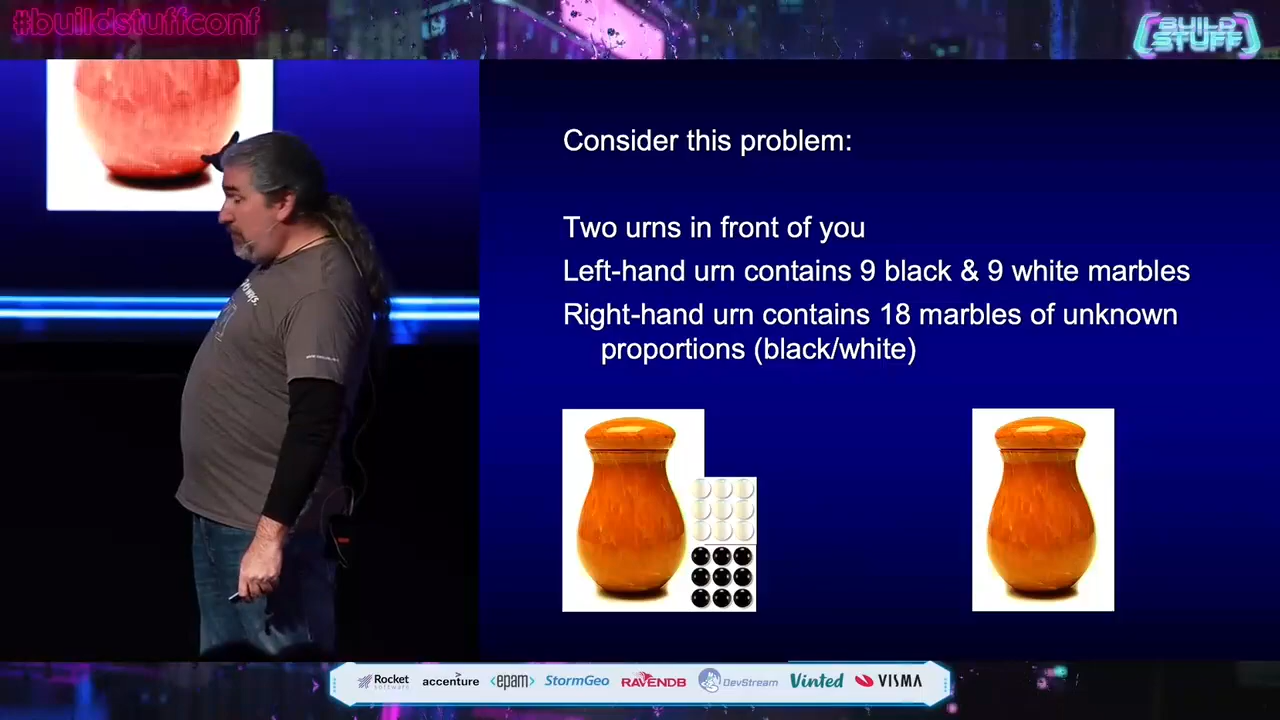 #buildstuffconf
BUILD
STUFF
Consider this problem:
Two urns in front of you
Left-hand urn contains 9 black & 9 white marbles
Right-hand urn contains 18 marbles of unknown
proportions (black/white)
Rocket
software
accenture
<epam>
StormGeo
RAVENDB
DevStream
Vinted
VISMA